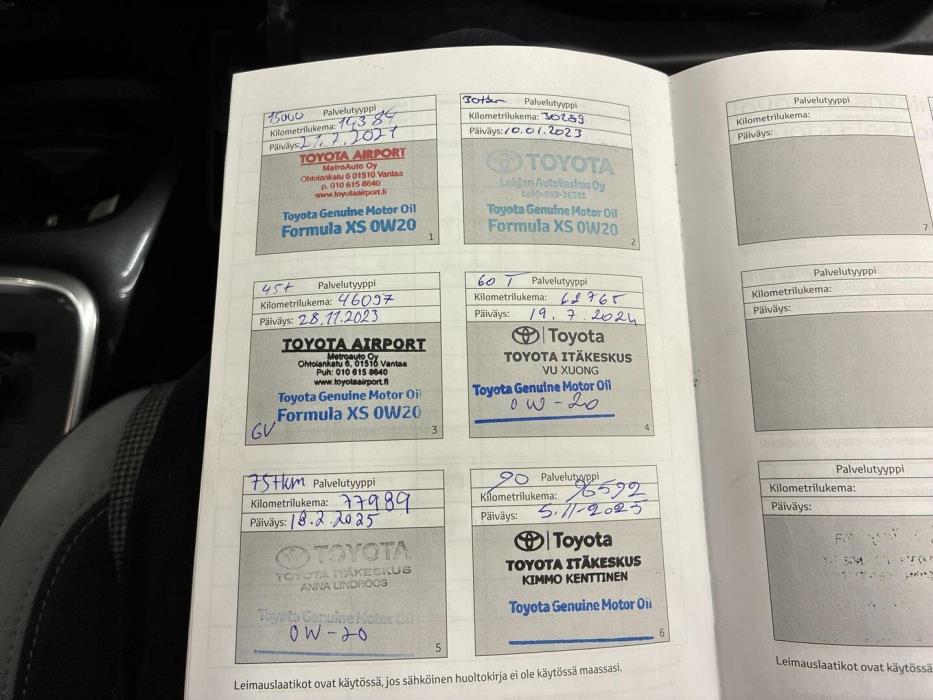 15000 Palvelutyyppi
Kilometrilukema: 14384
Päiväys: 21.7.2021
TOYOTA AIRPORT
MetroAuto Oy
Ohtolankatu 6 01510 Vantaa
p. 010 615 8640
www.toyotaairport.fi
Toyota Genuine Motor Oil
Formula XS 0W20
1
30tkm Palvelutyyppi
Kilometrilukema: 30289
Päiväys: 10.01.2023
TOYOTA
Lohjan Autokeskus Oy
Lohja 019-36381
Toyota Genuine Motor Oil
Formula XS 0W20
2
45t Palvelutyyppi
Kilometrilukema: 46097
Päiväys: 28.11.2023
TOYOTA AIRPORT
Metroauto Oy
Ohtolankatu 6, 01510 Vantaa
Puh: 010 615 8640
www.toyotaairport.fi
Toyota Genuine Motor Oil
Formula XS 0W20
GV
3
60 T Palvelutyyppi
Kilometrilukema: 62765
Päiväys: 19.7.2024
Toyota
TOYOTA ITÄKESKUS
VU XUONG
Toyota Genuine Motor Oil
0W-20
4
75tkm Palvelutyyppi
Kilometrilukema: 77989
Päiväys: 18.2.2025
TOYOTA
TOYOTA ITÄKESKUS
ANNA LINDROOS
Toyota Genuine Motor Oil
0W-20
5
90 Palvelutyyppi
Kilometrilukema: 96592
Päiväys: 5.11-2025
Toyota
TOYOTA ITÄKESKUS
KIMMO KENTTINEN
Toyota Genuine Motor Oil
6
Leimauslaatikot ovat käytössä, jos sähköinen huoltokirja ei ole käytössä maassasi.
Palvelutyyppi
Kilometrilukema:
Päiväys:
7
Palvelutyyppi
Kilometrilukema:
Päiväys:
Palvelutyyppi
Kilometrilukema:
Päiväys:
Leimauslaatikot ovat käytössä